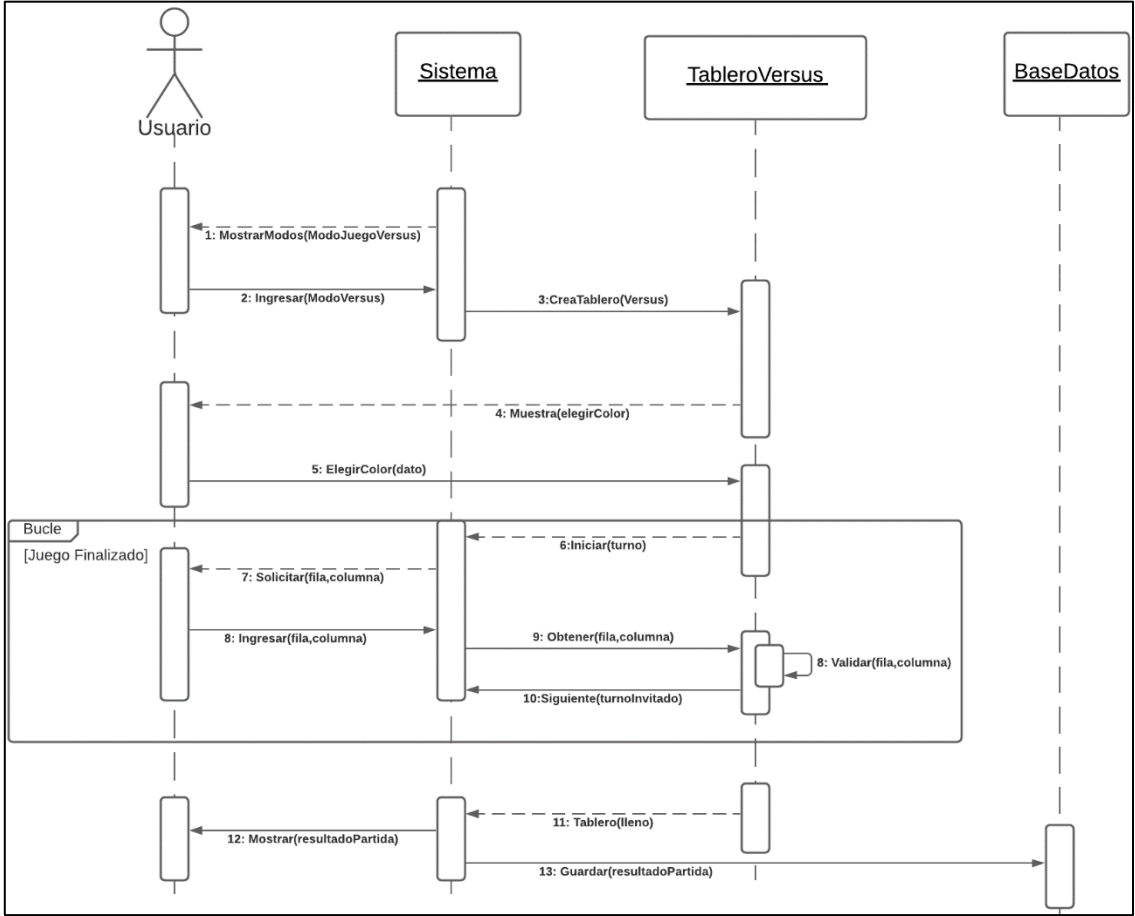 Usuario
Sistema
TableroVersus
BaseDatos
1: MostrarModos(ModoJuegoVersus)
2: Ingresar(ModoVersus)
3:CreaTablero(Versus)
4: Muestra(elegirColor)
5: ElegirColor(dato)
Bucle
[Juego Finalizado]
6:Iniciar(turno)
7: Solicitar(fila,columna)
8: Ingresar(fila,columna)
9: Obtener(fila,columna)
8: Validar(fila,columna)
10:Siguiente(turnoInvitado)
11: Tablero(lleno)
12: Mostrar(resultadoPartida)
13: Guardar(resultadoPartida)